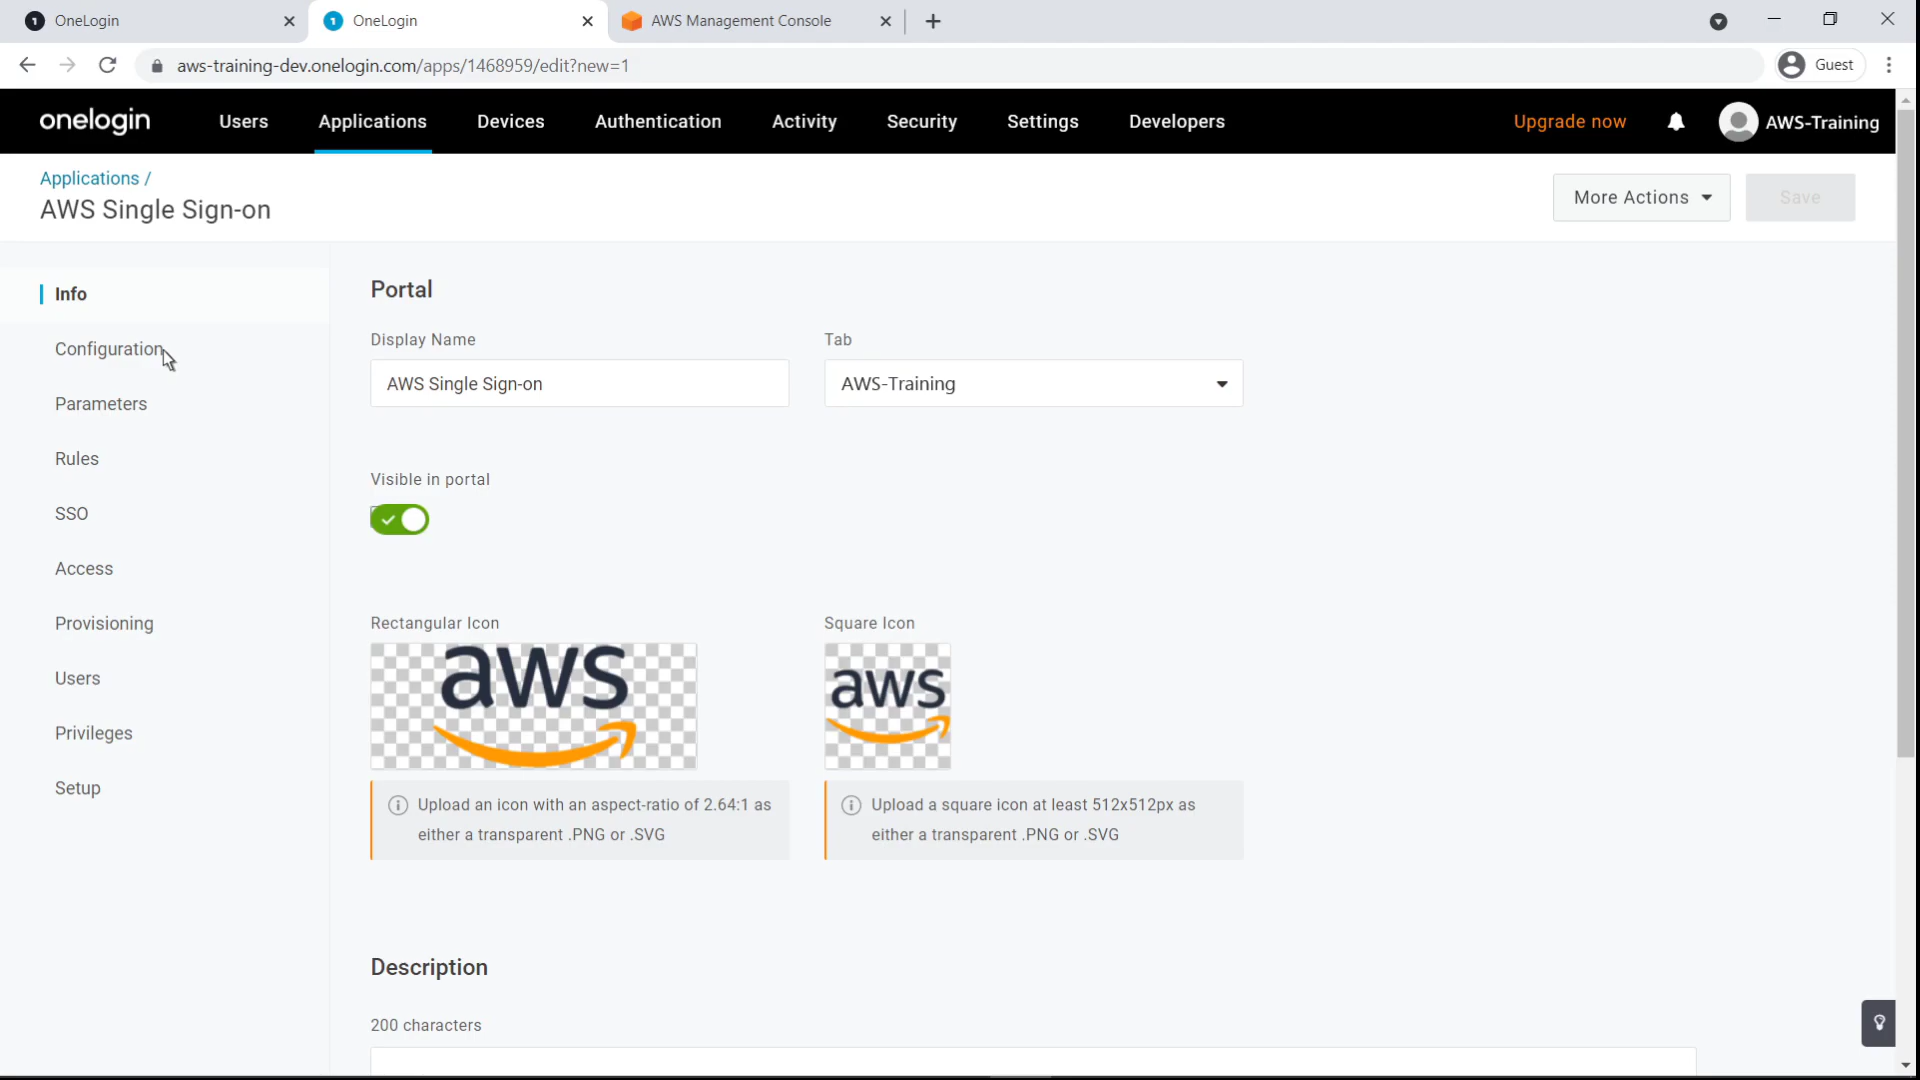 OneLogin
OneLogin
AWS Management Console
aws-training-dev.onelogin.com/apps/1468959/edit?new=1
Guest
onelogin
Users
Applications
Devices
Authentication
Activity
Security
Settings
Developers
Upgrade now
AWS-Training
Applications /
AWS Single Sign-on
More Actions
Save
Info
Configuration
Parameters
Rules
SSO
Access
Provisioning
Users
Privileges
Setup
Portal
Display Name
Tab
AWS Single Sign-on
AWS-Training
Visible in portal
Rectangular Icon
Square Icon
aws
aws
Upload an icon with an aspect-ratio of 2.64:1 as
either a transparent .PNG or .SVG
Upload a square icon at least 512x512px as
either a transparent .PNG or .SVG
Description
200 characters